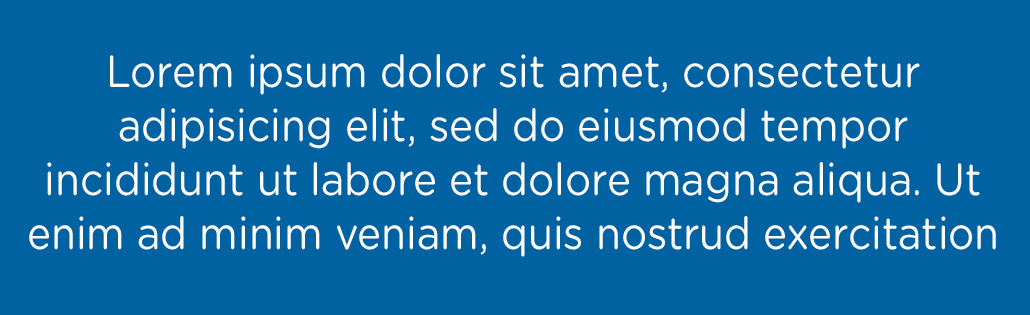 Lorem ipsum dolor sit amet, consectetur
adipisicing elit, sed do eiusmod tempor
incididunt ut labore et dolore magna aliqua. Ut
enim ad minim veniam, quis nostrud exercitation